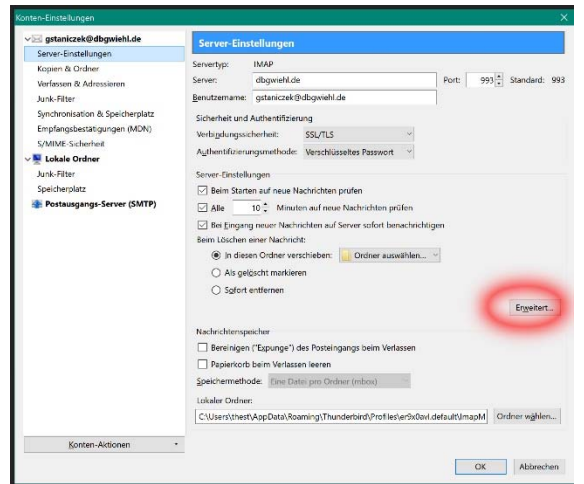 Konten-Einstellungen
gstaniczek@dbgwiehl.de
Server-Einstellungen
Kopien & Ordner
Verfassen & Adressieren
Junk-Filter
Synchronisation & Speicherplatz
Empfangsbestätigungen (MDN)
S/MIME-Sicherheit
Lokale Ordner
Junk-Filter
Speicherplatz
Postausgangs-Server (SMTP)
Konten-Aktionen
Server-Einstellungen
Servertyp: IMAP
Server: dbgwiehl.de Port: 993 Standard: 993
Benutzername: gstaniczek@dbgwiehl.de
Sicherheit und Authentifizierung
Verbindungssicherheit: SSL/TLS
Authentifizierungsmethode: Verschlüsseltes Passwort
Server-Einstellungen
Beim Starten auf neue Nachrichten prüfen
Alle 10 Minuten auf neue Nachrichten prüfen
Bei Eingang neuer Nachrichten auf Server sofort benachrichtigen
Beim Löschen einer Nachricht:
In diesen Ordner verschieben: Ordner auswählen...
Als gelöscht markieren
Sofort entfernen
Erweitert...
Nachrichtenspeicher
Bereinigen ("Expunge") des Posteingangs beim Verlassen
Papierkorb beim Verlassen leeren
Speichermethode: Eine Datei pro Ordner (mbox)
Lokaler Ordner:
C:\Users\thest\AppData\Roaming\Thunderbird\Profiles\er9x0avl.default\ImapM Ordner wählen...
OK Abbrechen